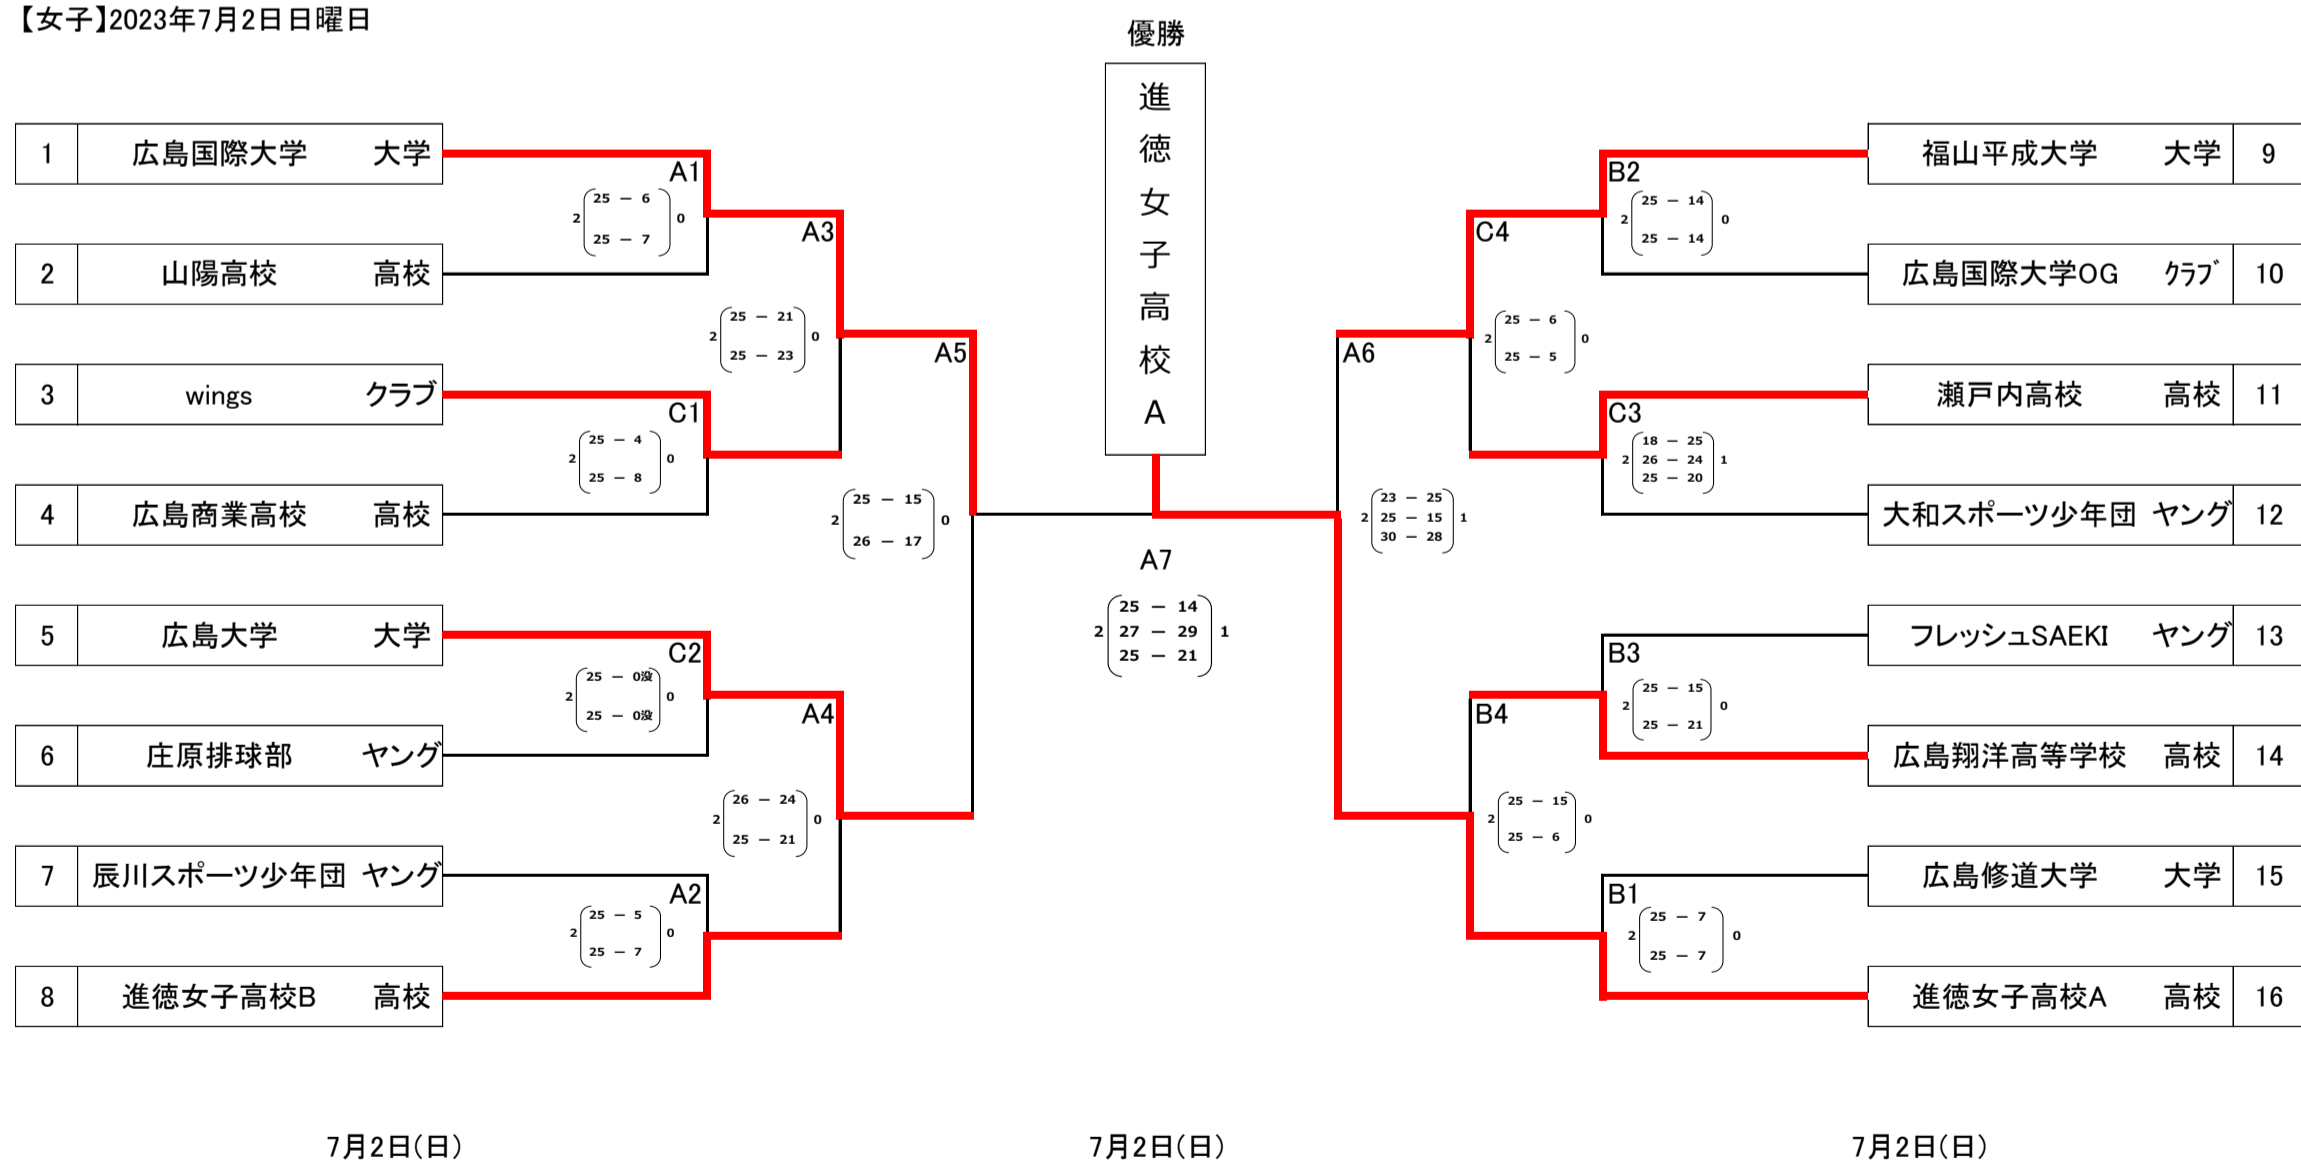 【女子】2023年7月2日日曜日
優勝
進徳女子高校A
1 広島国際大学 大学
2 山陽高校 高校
3 wings クラブ
4 広島商業高校 高校
5 広島大学 大学
6 庄原排球部 ヤング
7 辰川スポーツ少年団 ヤング
8 進徳女子高校B 高校
A1
2 25 － 6 0
25 － 7
C1
2 25 － 4 0
25 － 8
C2
2 25 － 0没 0
25 － 0没
A2
2 25 － 5 0
25 － 7
A3
2 25 － 21 0
25 － 23
A4
2 26 － 24 0
25 － 21
A5
2 25 － 15 0
26 － 17
A7
25 － 14
2 27 － 29 1
25 － 21
A6
23 － 25
2 25 － 15 1
30 － 28
C4
2 25 － 6 0
25 － 5
B4
2 25 － 15 0
25 － 6
B2
2 25 － 14 0
25 － 14
C3
18 － 25
2 26 － 24 1
25 － 20
B3
2 25 － 15 0
25 － 21
B1
2 25 － 7 0
25 － 7
福山平成大学 大学 9
広島国際大学OG ｸﾗﾌﾞ 10
瀬戸内高校 高校 11
大和スポーツ少年団 ヤング 12
フレッシュSAEKI ヤング 13
広島翔洋高等学校 高校 14
広島修道大学 大学 15
進徳女子高校A 高校 16
7月2日(日)
7月2日(日)
7月2日(日)